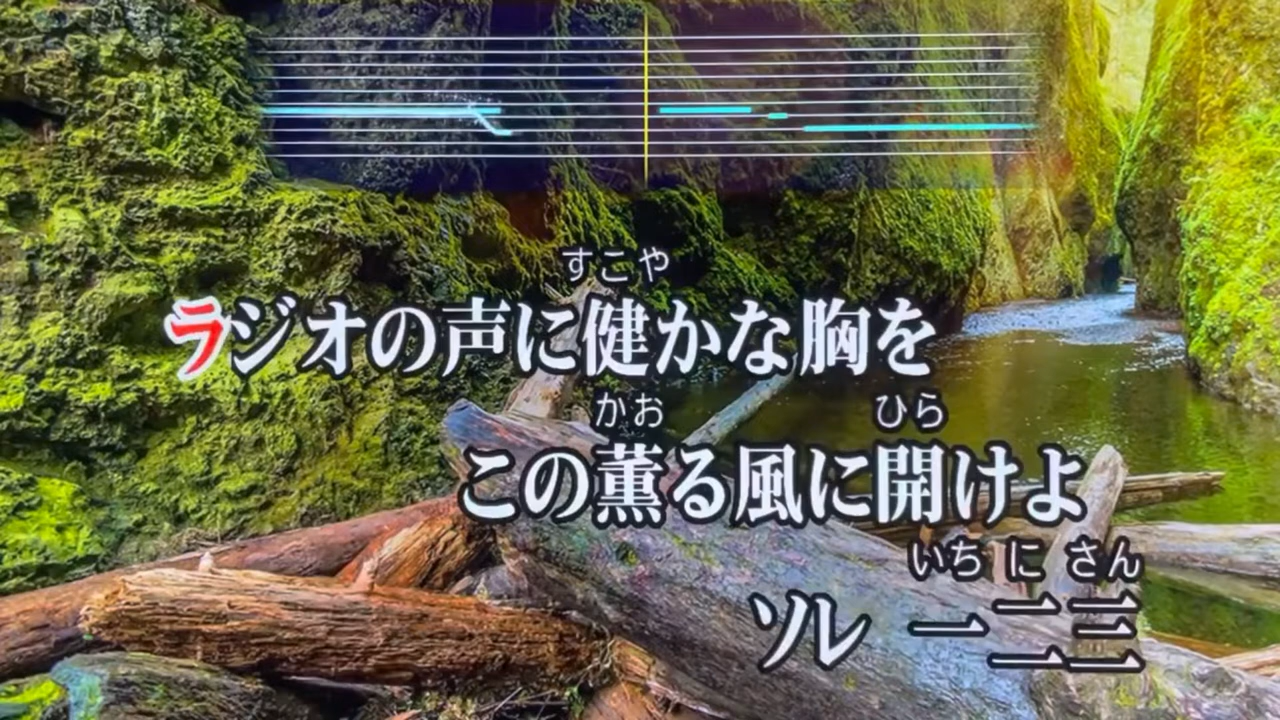 すこや
ラジオの声に健かな胸を
かお ひら
この薫る風に開けよ
いち に さん
ソレ 一二三